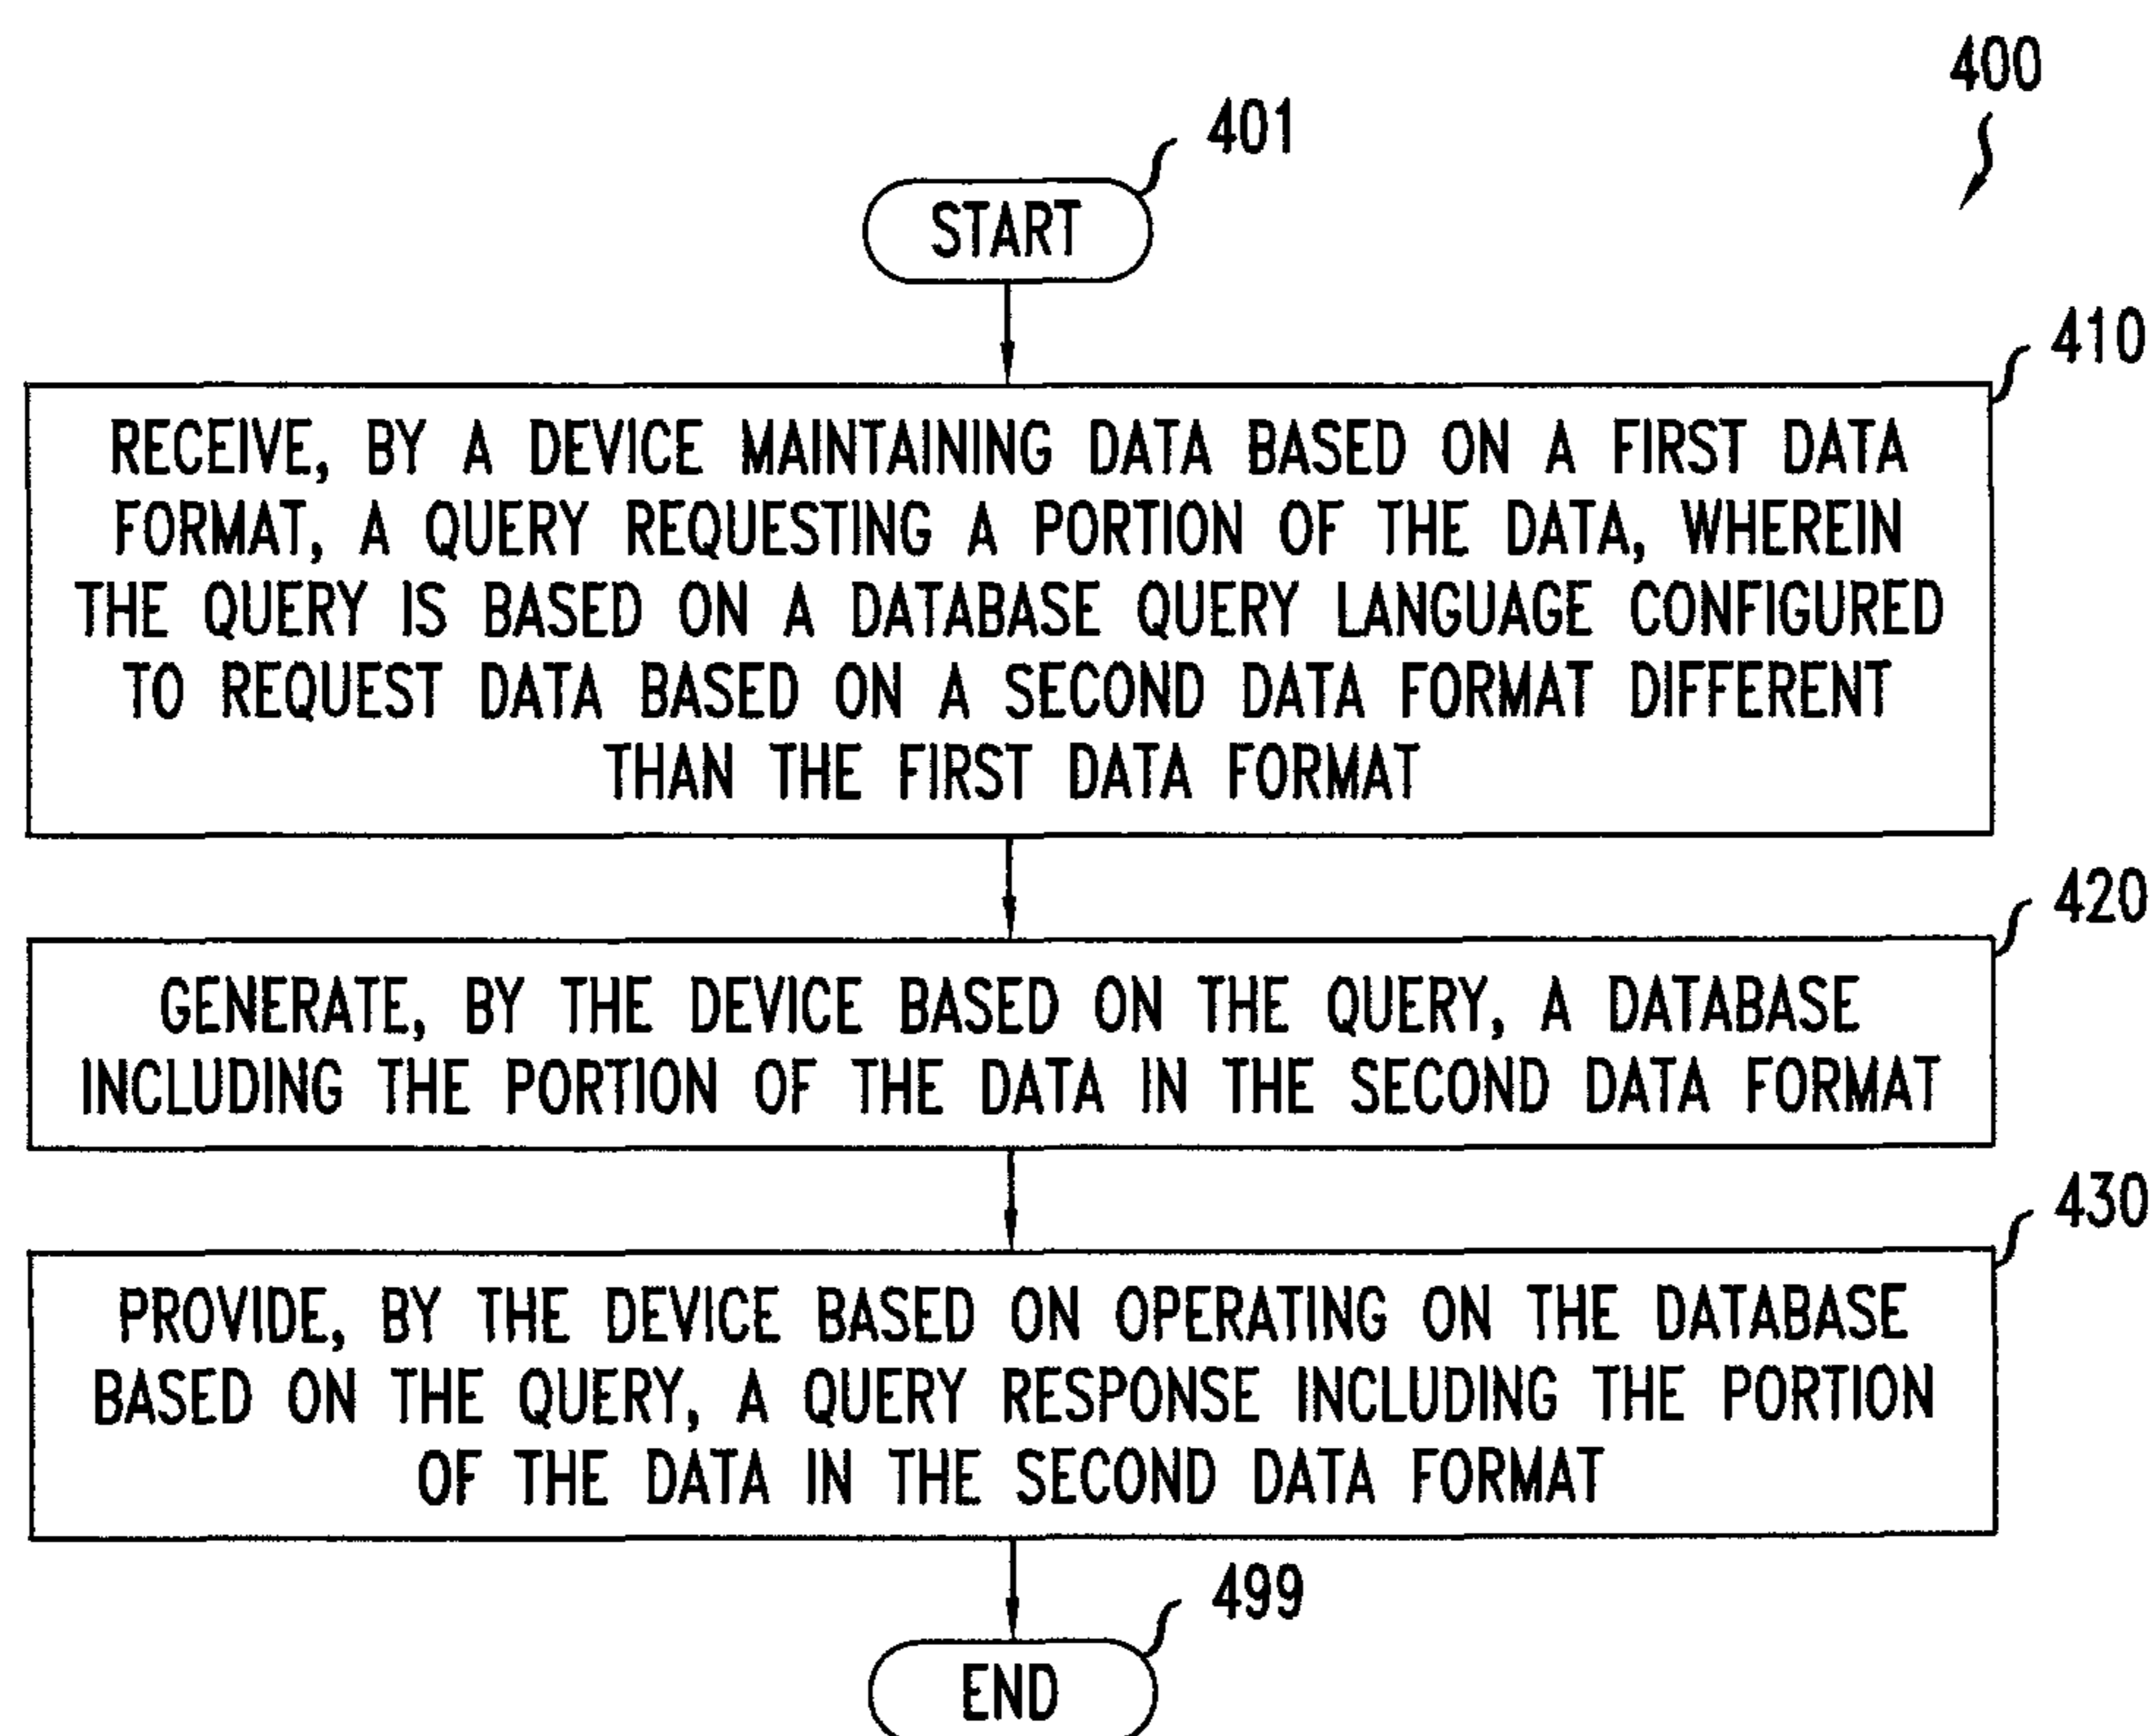 400
401
START
410
RECEIVE, BY A DEVICE MAINTAINING DATA BASED ON A FIRST DATA
FORMAT, A QUERY REQUESTING A PORTION OF THE DATA, WHEREIN
THE QUERY IS BASED ON A DATABASE QUERY LANGUAGE CONFIGURED
TO REQUEST DATA BASED ON A SECOND DATA FORMAT DIFFERENT
THAN THE FIRST DATA FORMAT
420
GENERATE, BY THE DEVICE BASED ON THE QUERY, A DATABASE
INCLUDING THE PORTION OF THE DATA IN THE SECOND DATA FORMAT
430
PROVIDE, BY THE DEVICE BASED ON OPERATING ON THE DATABASE
BASED ON THE QUERY, A QUERY RESPONSE INCLUDING THE PORTION
OF THE DATA IN THE SECOND DATA FORMAT
499
END